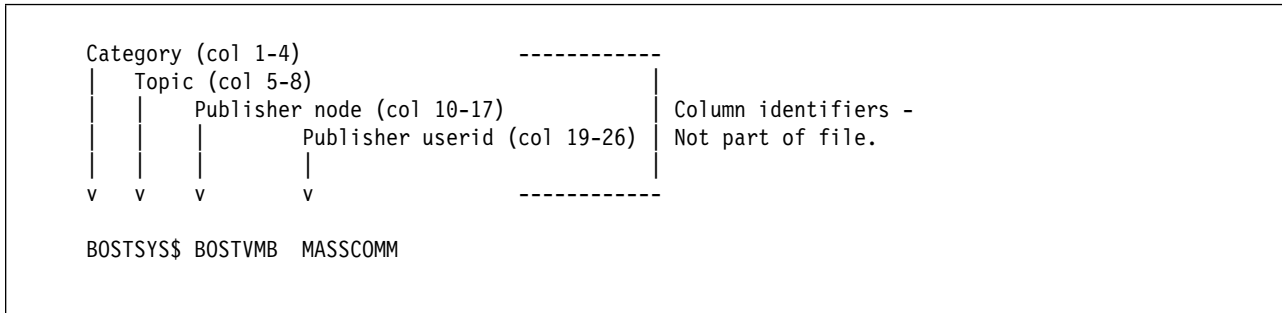 Category (col 1-4) ------------
| Topic (col 5-8) |
| | Publisher node (col 10-17) | Column identifiers -
| | | Publisher userid (col 19-26) | Not part of file.
| | | | |
v v v v ------------
BOSTSYS$ BOSTVMB MASSCOMM